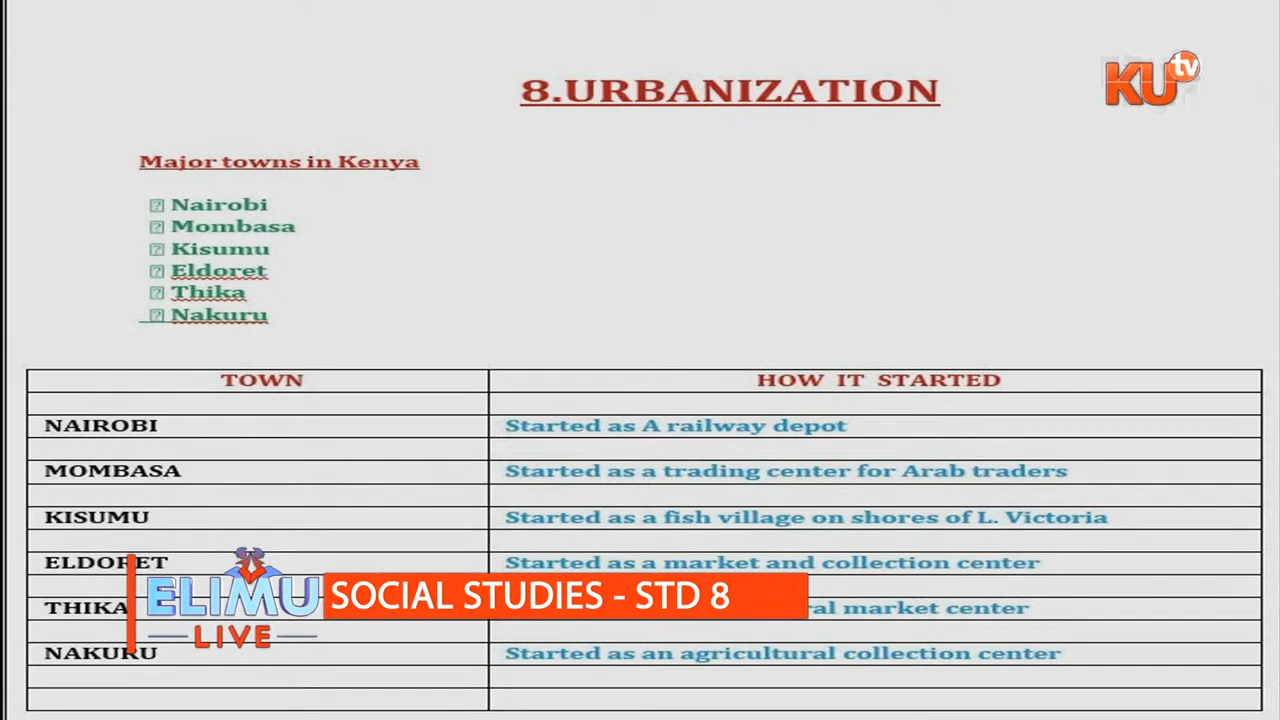 8.URBANIZATION
KU tv
Major towns in Kenya
Nairobi
Mombasa
Kisumu
Eldoret
Thika
Nakuru
TOWN HOW IT STARTED
NAIROBI Started as A railway depot
MOMBASA Started as a trading center for Arab traders
KISUMU Started as a fish village on shores of L. Victoria
ELDORET Started as a market and collection center
THIKA market center
NAKURU Started as an agricultural collection center
ELIMU LIVE
SOCIAL STUDIES - STD 8